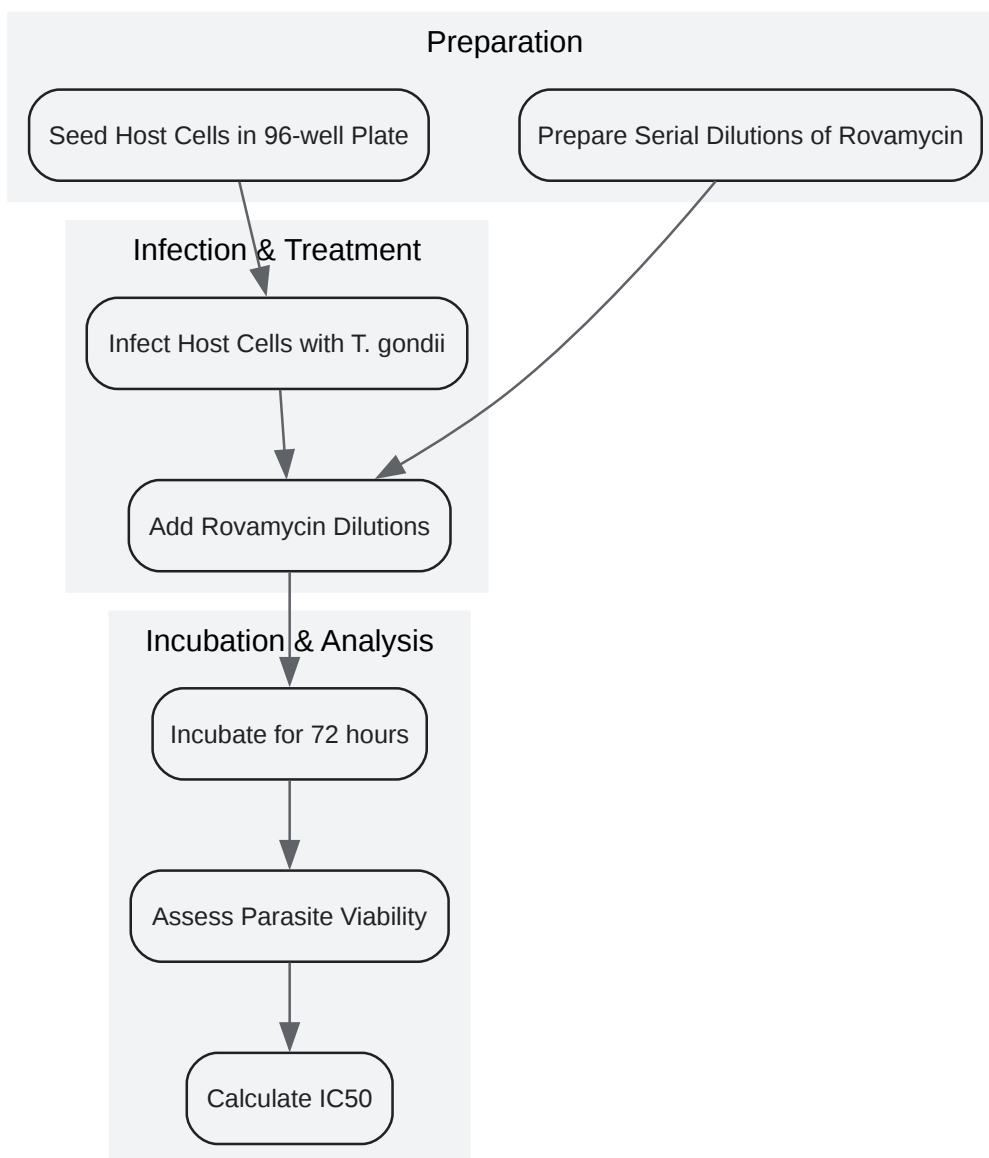 Preparation
Seed Host Cells in 96-well Plate
Prepare Serial Dilutions of Rovamycin
Infection & Treatment
Infect Host Cells with T. gondii
Add Rovamycin Dilutions
Incubation & Analysis
Incubate for 72 hours
Assess Parasite Viability
Calculate IC50